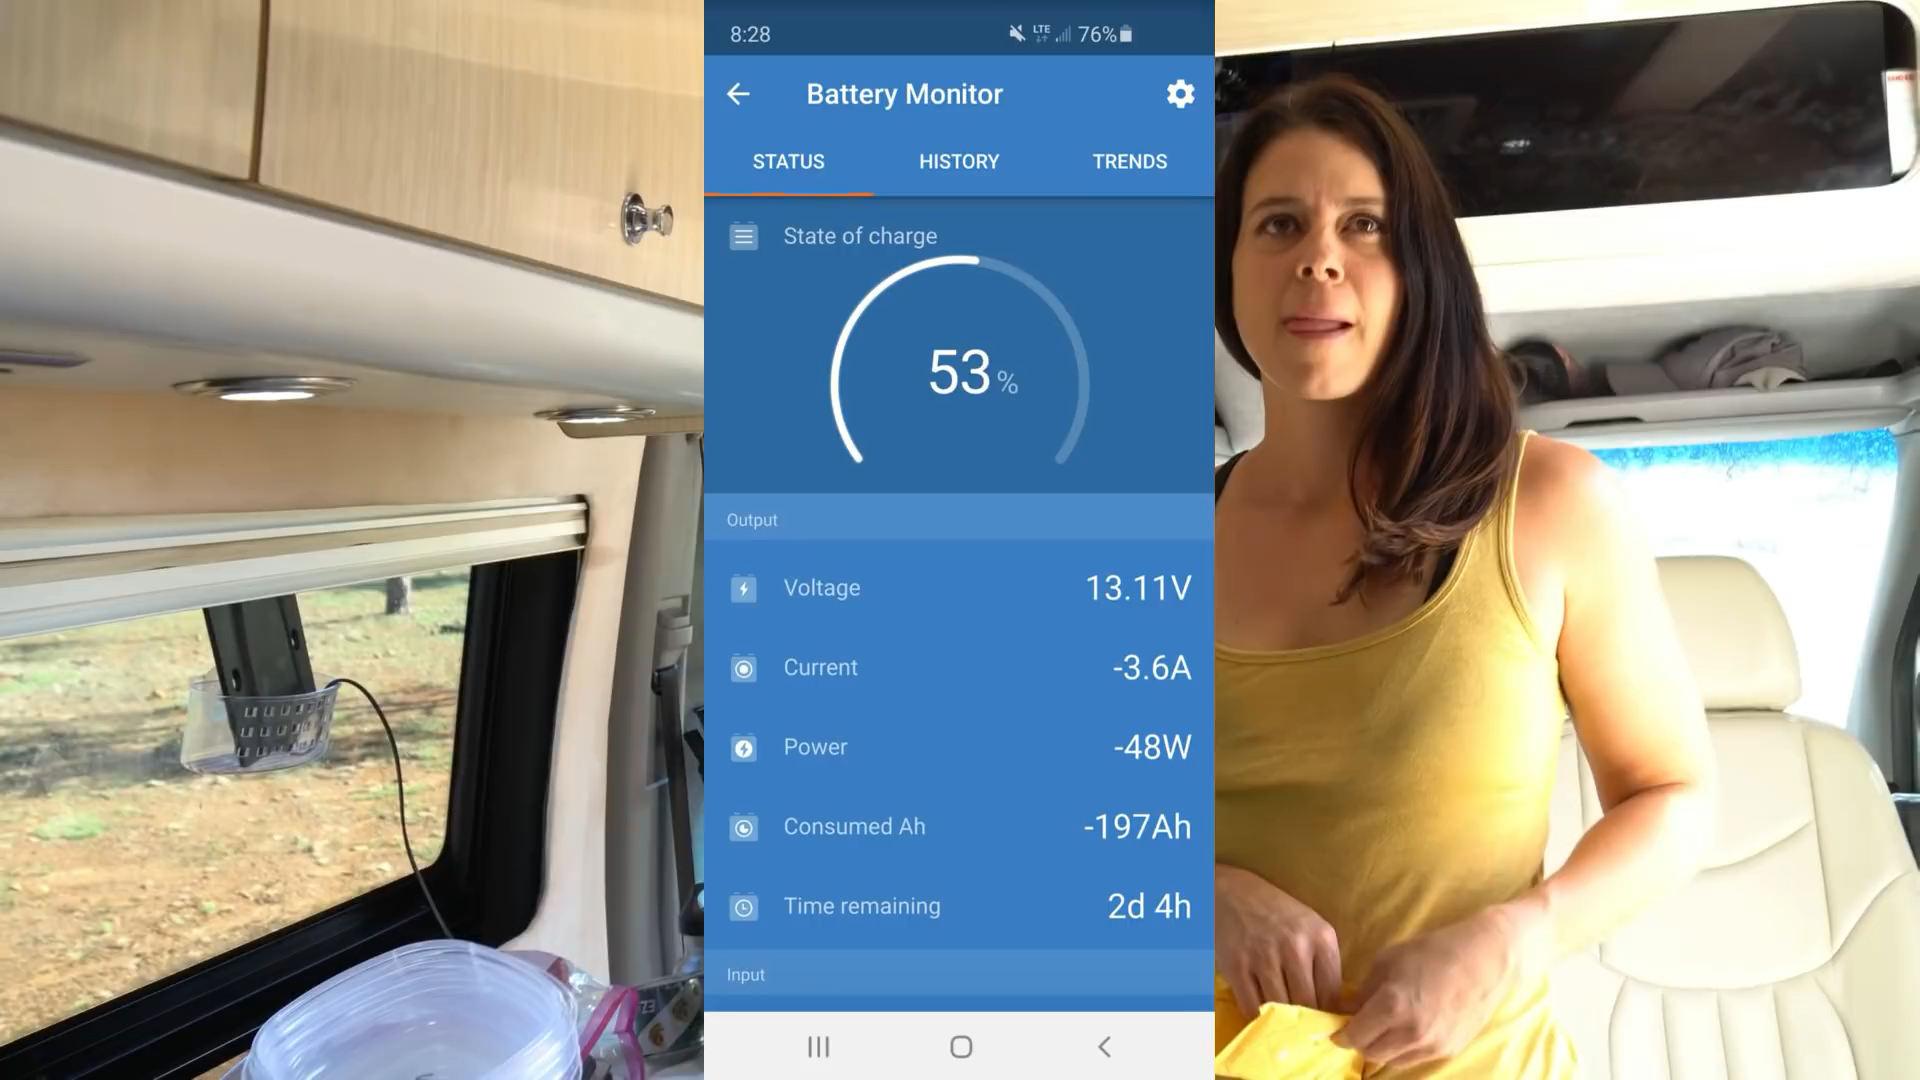 8:28
LTE
76%
Battery Monitor
STATUS
HISTORY
TRENDS
State of charge
53 %
Output
Voltage
13.11V
Current
-3.6A
Power
-48W
Consumed Ah
-197Ah
Time remaining
2d 4h
Input